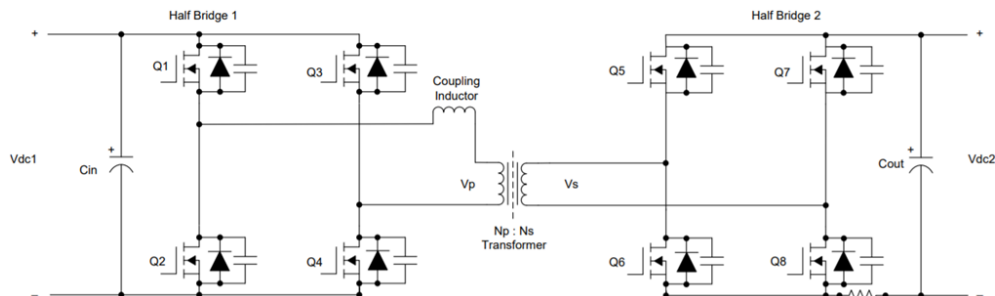 Half Bridge 1
Half Bridge 2
+
+
Q1
Q3
Q5
Q7
Coupling
Inductor
+
+
Vdc1
Cin
Vp
Vs
Cout
Vdc2
Np : Ns
Transformer
Q2
Q4
Q6
Q8
–
–